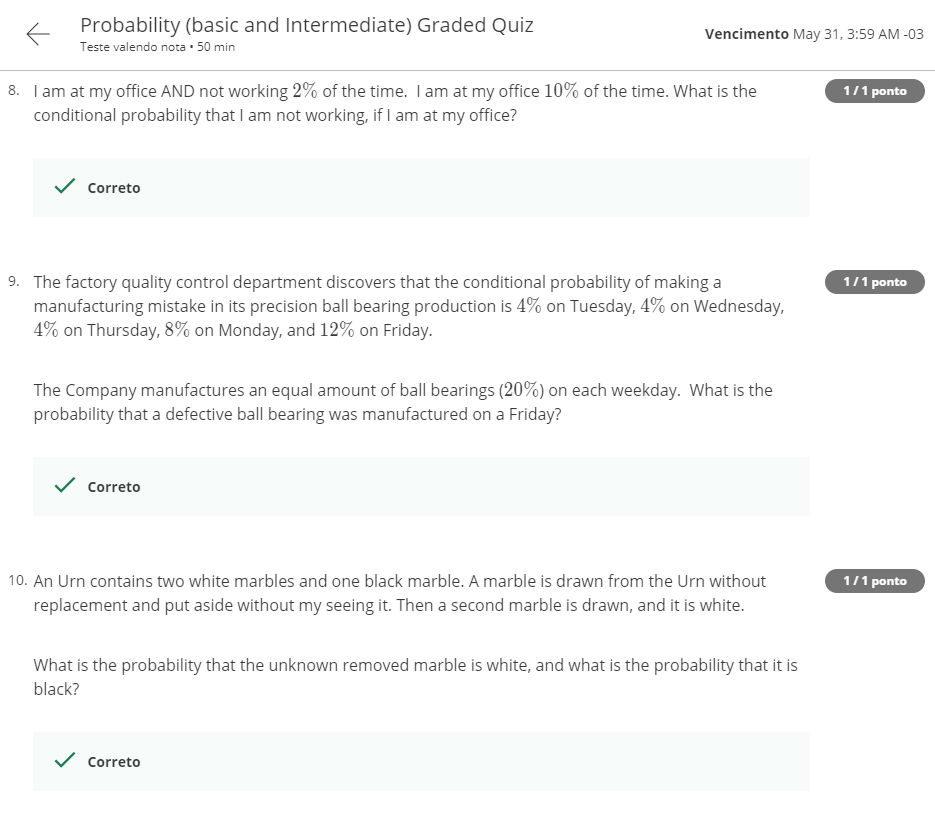 Probability (basic and Intermediate) Graded Quiz
Teste valendo nota • 50 min
Vencimento May 31, 3:59 AM -03
8. I am at my office AND not working 2% of the time.  I am at my office 10% of the time. What is the
conditional probability that I am not working, if I am at my office?
1 / 1 ponto
Correto
9. The factory quality control department discovers that the conditional probability of making a
manufacturing mistake in its precision ball bearing production is 4% on Tuesday, 4% on Wednesday,
4% on Thursday, 8% on Monday, and 12% on Friday.
1 / 1 ponto
The Company manufactures an equal amount of ball bearings (20%) on each weekday.  What is the
probability that a defective ball bearing was manufactured on a Friday?
Correto
10. An Urn contains two white marbles and one black marble. A marble is drawn from the Urn without
replacement and put aside without my seeing it. Then a second marble is drawn, and it is white.
1 / 1 ponto
What is the probability that the unknown removed marble is white, and what is the probability that it is
black?
Correto